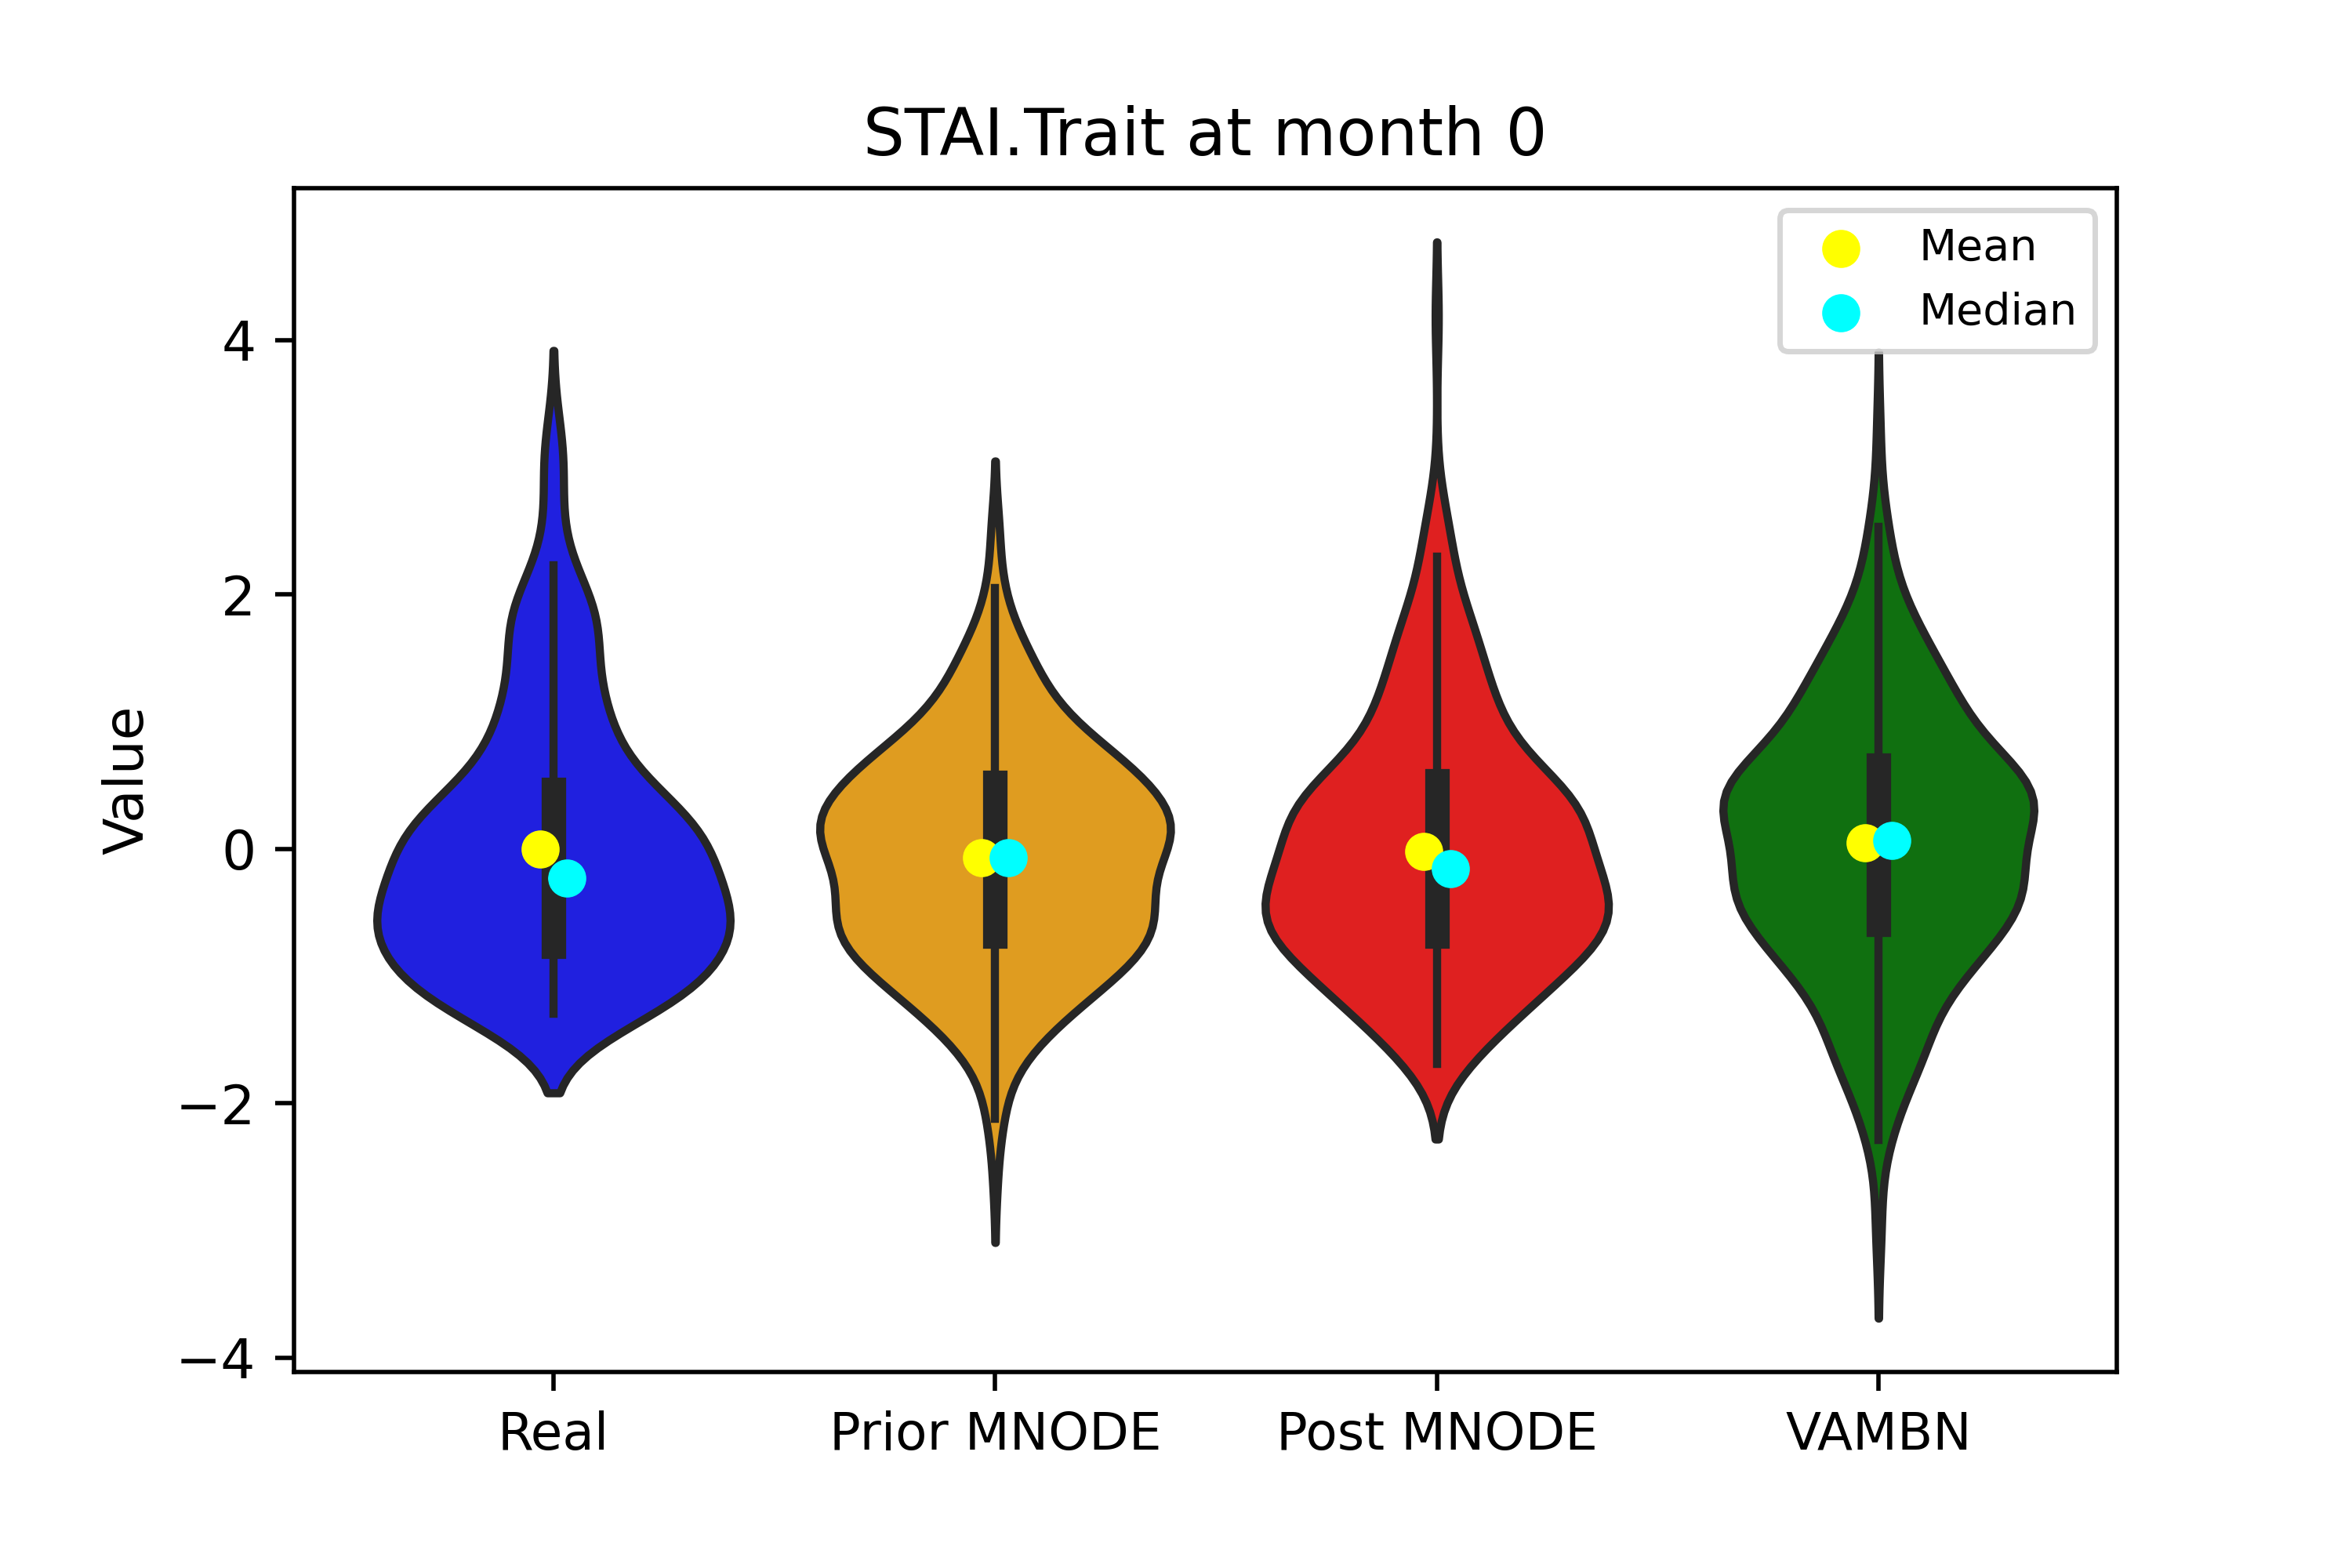 STAI.Trait at month 0
Mean
Median
Value
4
2
0
−2
−4
Real
Prior MNODE
Post MNODE
VAMBN